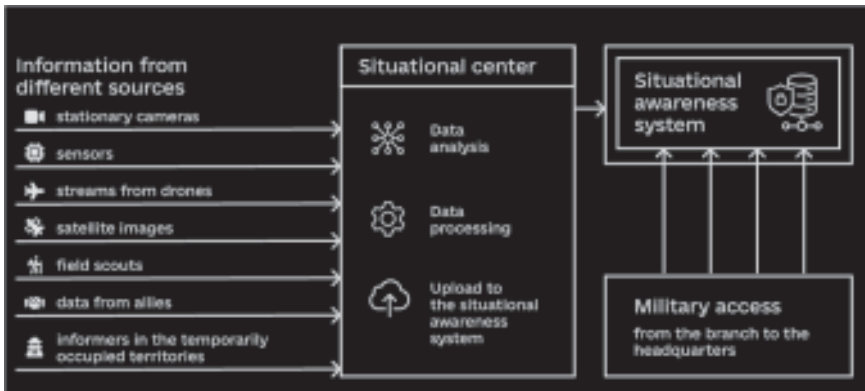 Information from
different sources
stationary cameras
sensors
streams from drones
satellite images
field scouts
data from allies
informers in the temporarily
occupied territories
Situational center
Data
analysis
Data
processing
Upload to
the situational
awareness
system
Situational
awareness
system
Military access
from the branch to the
headquarters